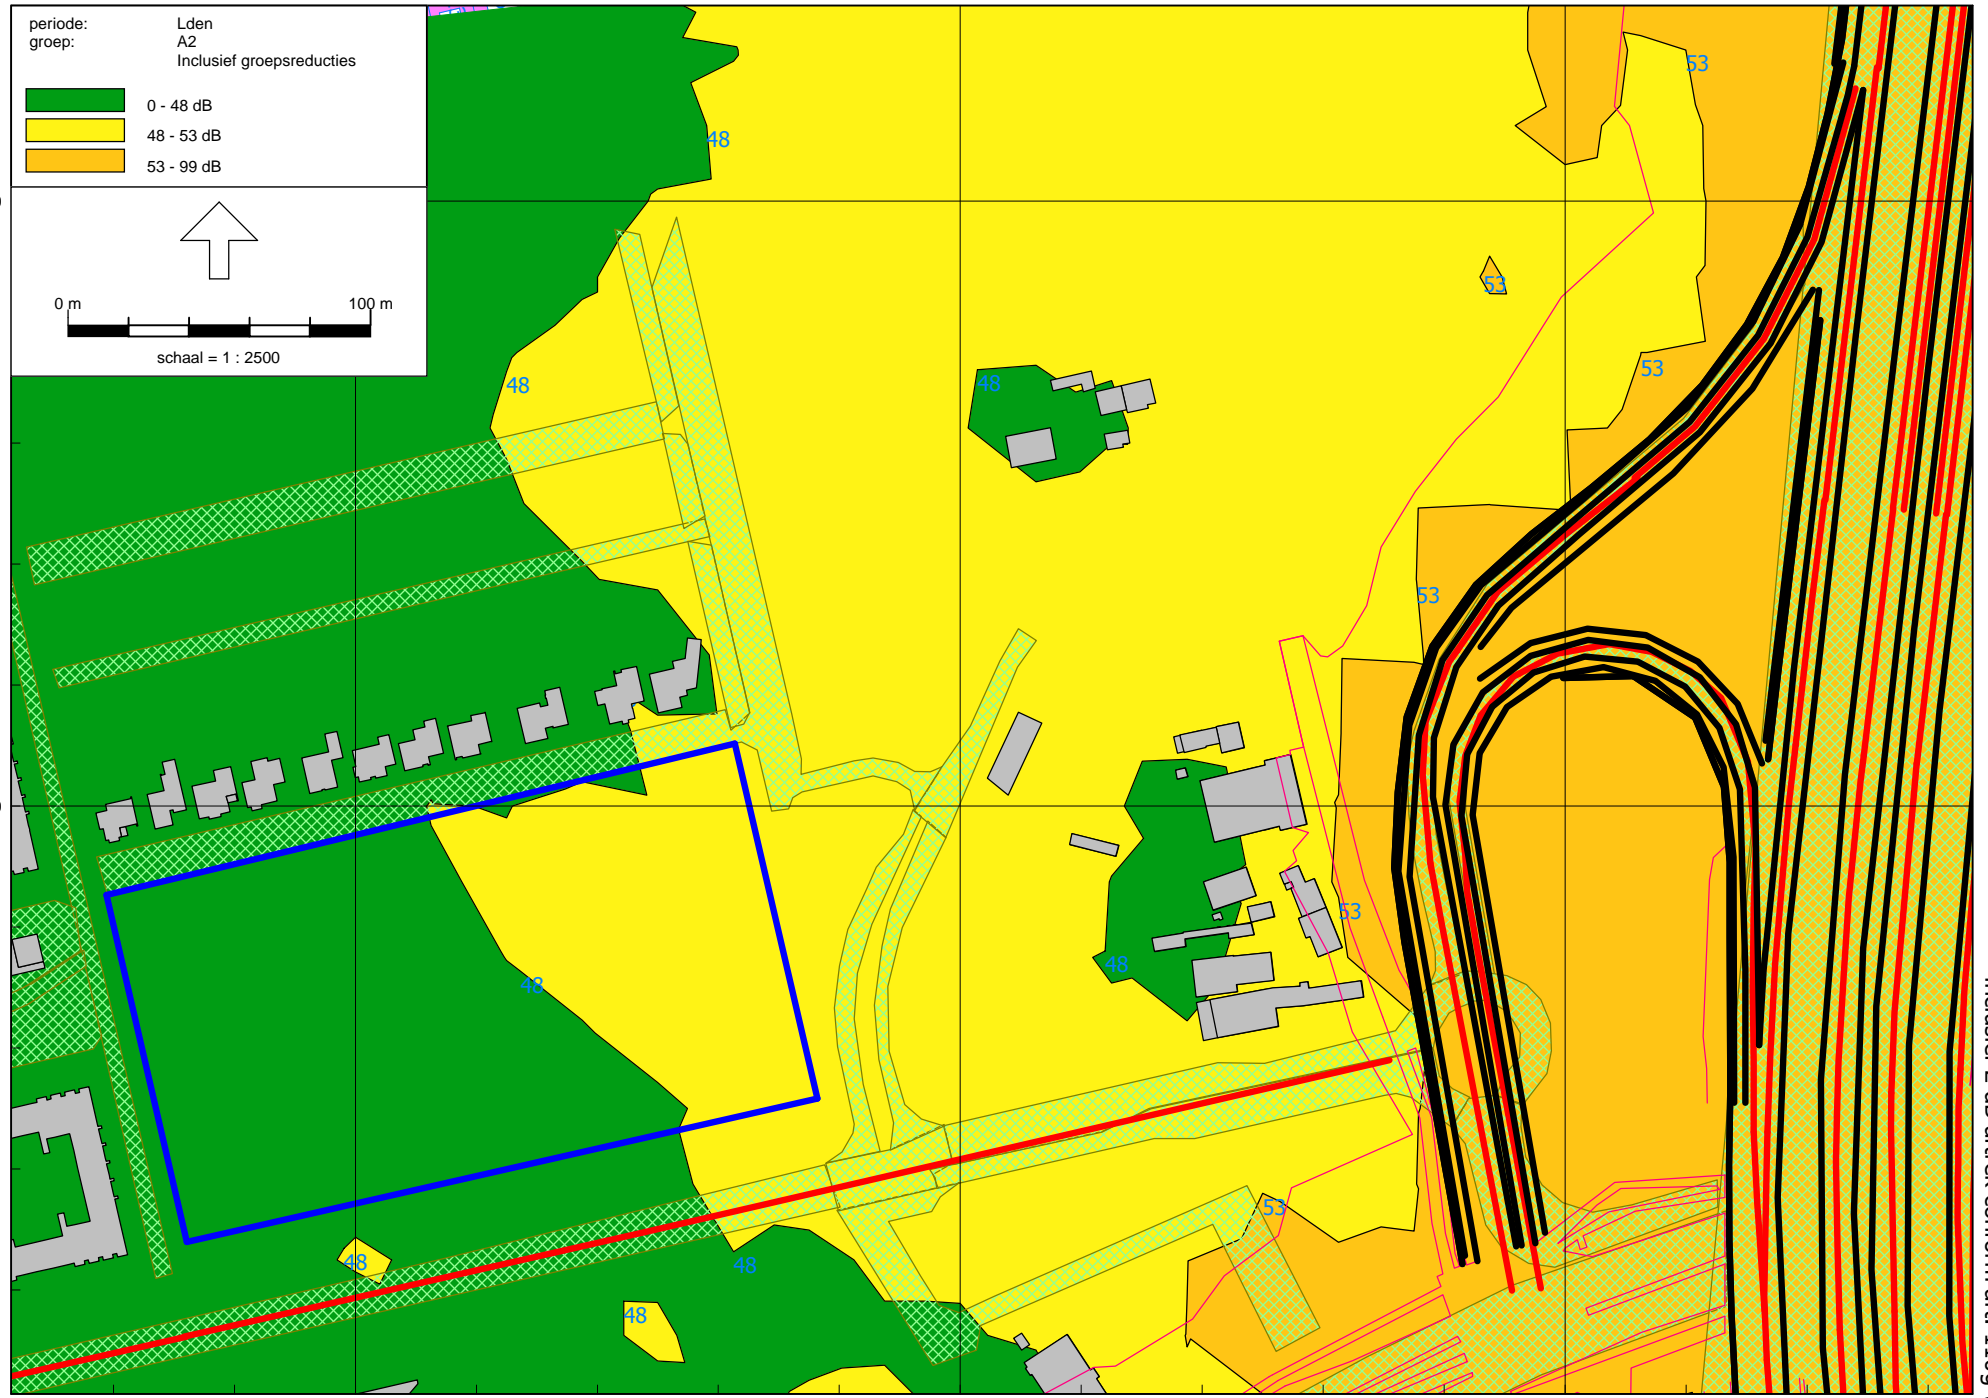 periode: Lden
groep: A2
Inclusief groepsreducties
0 - 48 dB
48 - 53 dB
53 - 99 dB
0 m 100 m
schaal = 1 : 2500
53
48
53
53
48
48
53
53
48
48
53
48
48
48